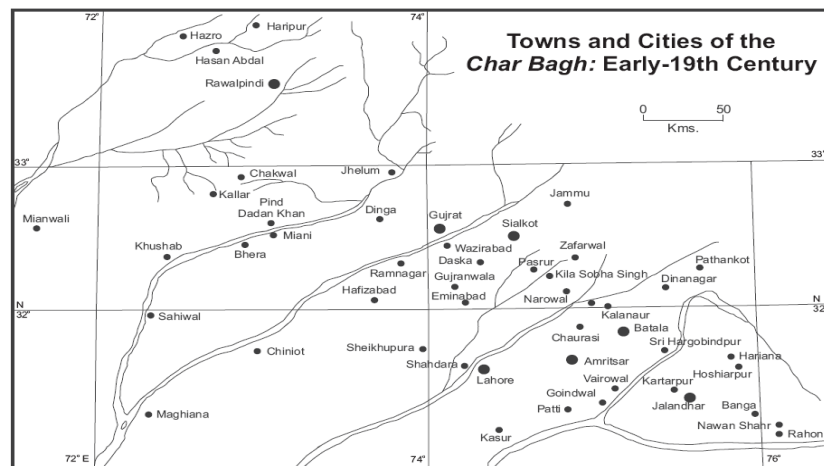 72°
74°
Towns and Cities of the
Char Bagh: Early-19th Century
0 50
Kms.
Haripur
Hazro
Hasan Abdal
Rawalpindi
33°
33°
Chakwal
Jhelum
Kallar
Pind
Dadan Khan
Dinga
Gujrat
Jammu
Mianwali
Miani
Sialkot
Khushab
Bhera
Wazirabad
Zafarwal
Daska
Pasrur
Pathankot
Ramnagar
Kila Sobha Singh
Gujranwala
Dinanagar
Hafizabad
Eminabad
Narowal
N
32°
N
32°
Sahiwal
Kalanaur
Batala
Chaurasi
Sri Hargobindpur
Chiniot
Sheikhupura
Hariana
Shahdara
Amritsar
Hoshiarpur
Lahore
Vairowal
Kartarpur
Goindwal
Maghiana
Patti
Jalandhar
Banga
Kasur
Nawan Shahr
Rahon
72° E
74°
76°